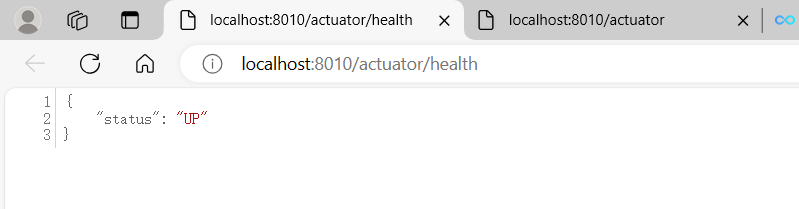 localhost:8010/actuator/health
localhost:8010/actuator
localhost:8010/actuator/health
1 {
2 "status": "UP"
3 }